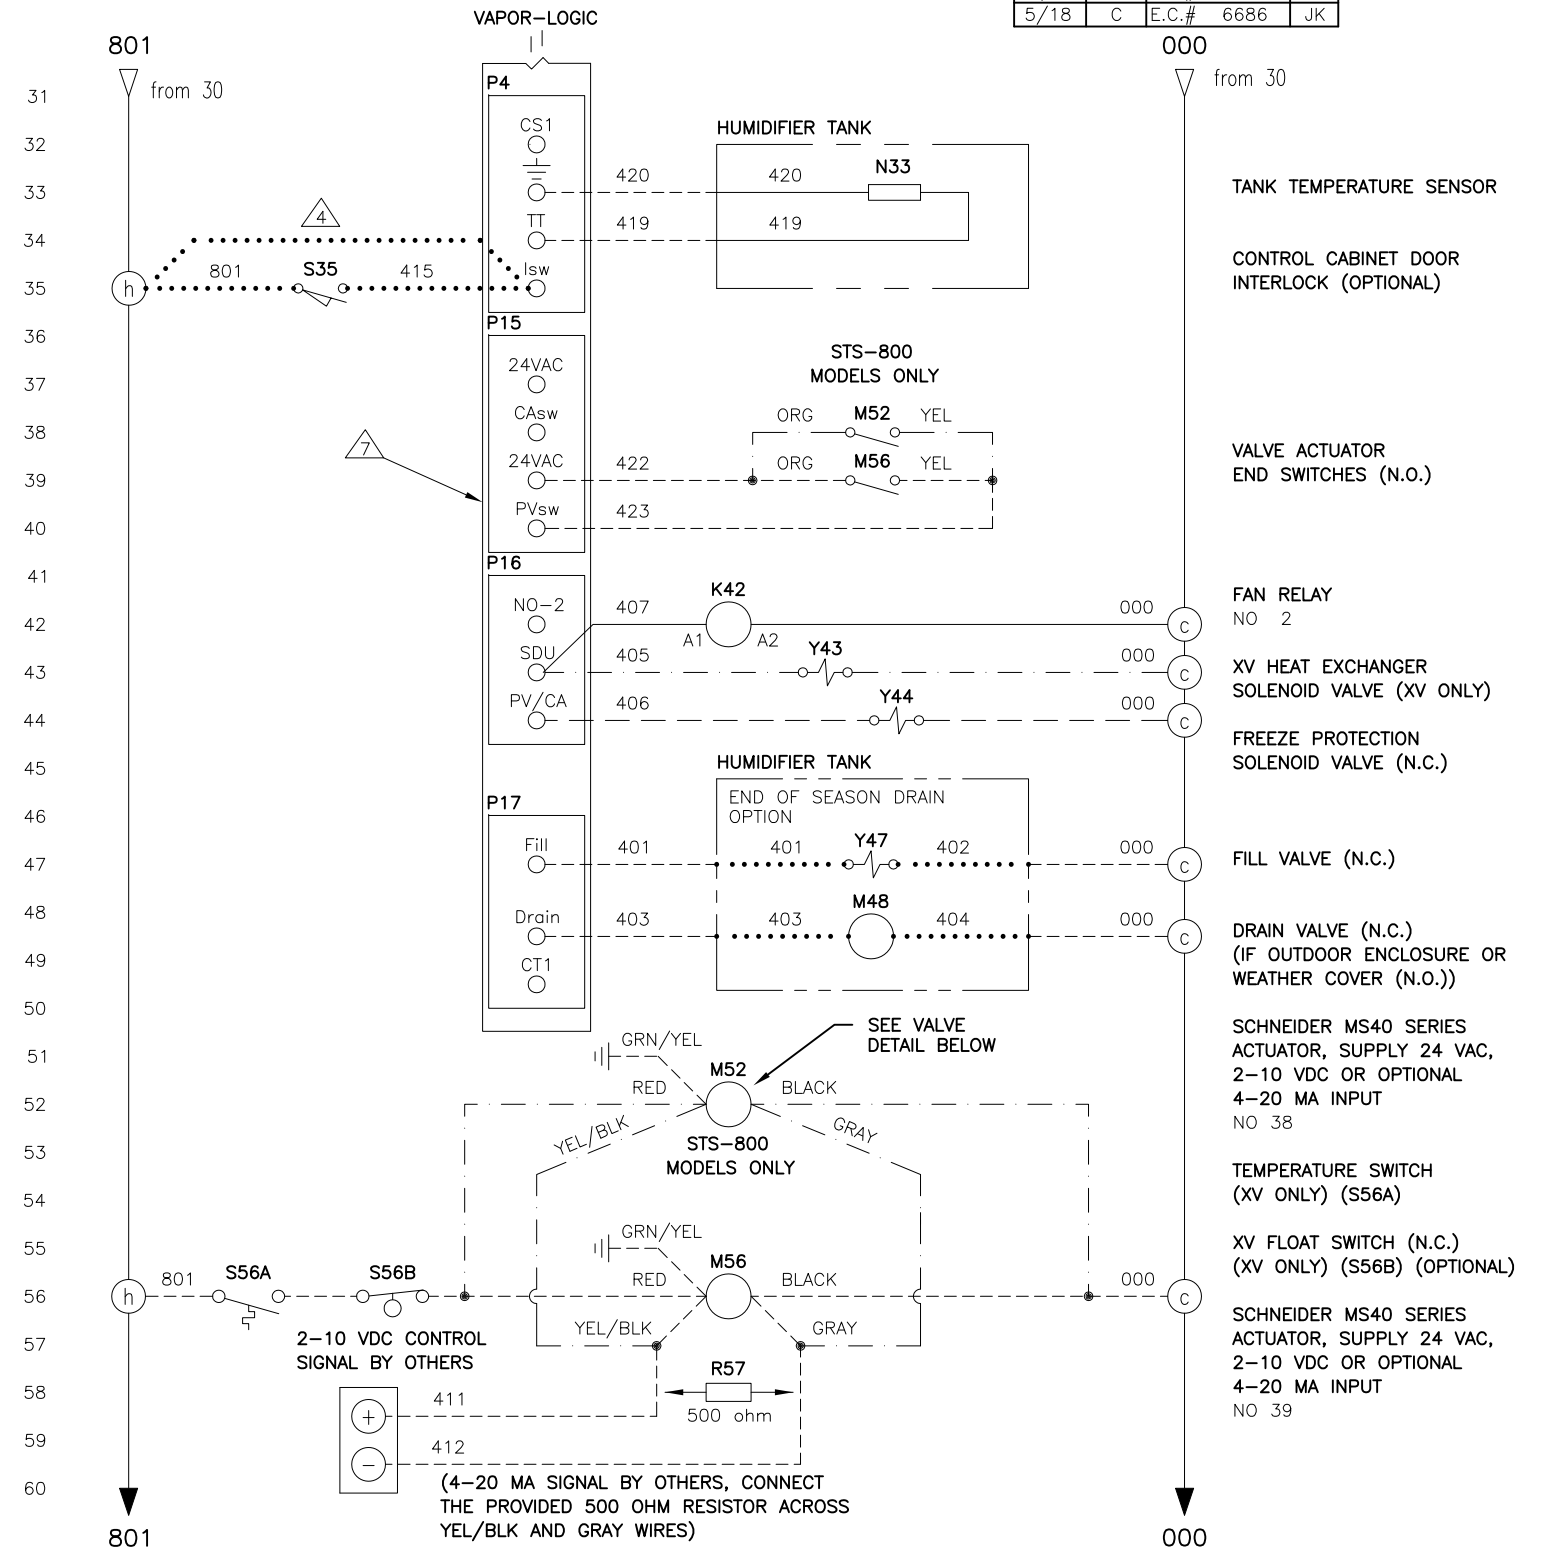 VAPOR-LOGIC
5/18 C E.C.# 6686 JK
801
000
from 30
from 30
31
P4
CS1
HUMIDIFIER TANK
32
N33
33
420
420
TANK TEMPERATURE SENSOR
4
TT
419
419
34
CONTROL CABINET DOOR
INTERLOCK (OPTIONAL)
801
S35
415
Isw
35
h
P15
36
STS-800
MODELS ONLY
24VAC
37
CAsw
ORG
M52
YEL
38
7
VALVE ACTUATOR
END SWITCHES (N.O.)
24VAC
422
ORG
M56
YEL
39
PVsw
423
40
P16
41
K42
FAN RELAY
NO 2
NO-2
407
A1
A2
000
42
c
SDU
405
Y43
000
43
c
XV HEAT EXCHANGER
SOLENOID VALVE (XV ONLY)
PV/CA
406
Y44
000
44
c
FREEZE PROTECTION
SOLENOID VALVE (N.C.)
45
HUMIDIFIER TANK
END OF SEASON DRAIN
OPTION
P17
46
Fill
401
401
Y47
402
000
47
c
FILL VALVE (N.C.)
48
M48
Drain
403
403
404
000
c
DRAIN VALVE (N.C.)
(IF OUTDOOR ENCLOSURE OR
WEATHER COVER (N.O.))
49
CT1
50
SEE VALVE
DETAIL BELOW
SCHNEIDER MS40 SERIES
ACTUATOR, SUPPLY 24 VAC,
2-10 VDC OR OPTIONAL
4-20 MA INPUT
NO 38
51
GRN/YEL
M52
RED
BLACK
52
YEL/BLK
GRAY
53
STS-800
MODELS ONLY
TEMPERATURE SWITCH
(XV ONLY) (S56A)
54
55
GRN/YEL
M56
XV FLOAT SWITCH (N.C.)
(XV ONLY) (S56B) (OPTIONAL)
801
S56A
S56B
RED
BLACK
000
56
h
c
SCHNEIDER MS40 SERIES
ACTUATOR, SUPPLY 24 VAC,
2-10 VDC OR OPTIONAL
4-20 MA INPUT
NO 39
2-10 VDC CONTROL
SIGNAL BY OTHERS
YEL/BLK
GRAY
57
R57
500 ohm
58
411
+
59
412
−
60
(4-20 MA SIGNAL BY OTHERS, CONNECT
THE PROVIDED 500 OHM RESISTOR ACROSS
YEL/BLK AND GRAY WIRES)
801
000